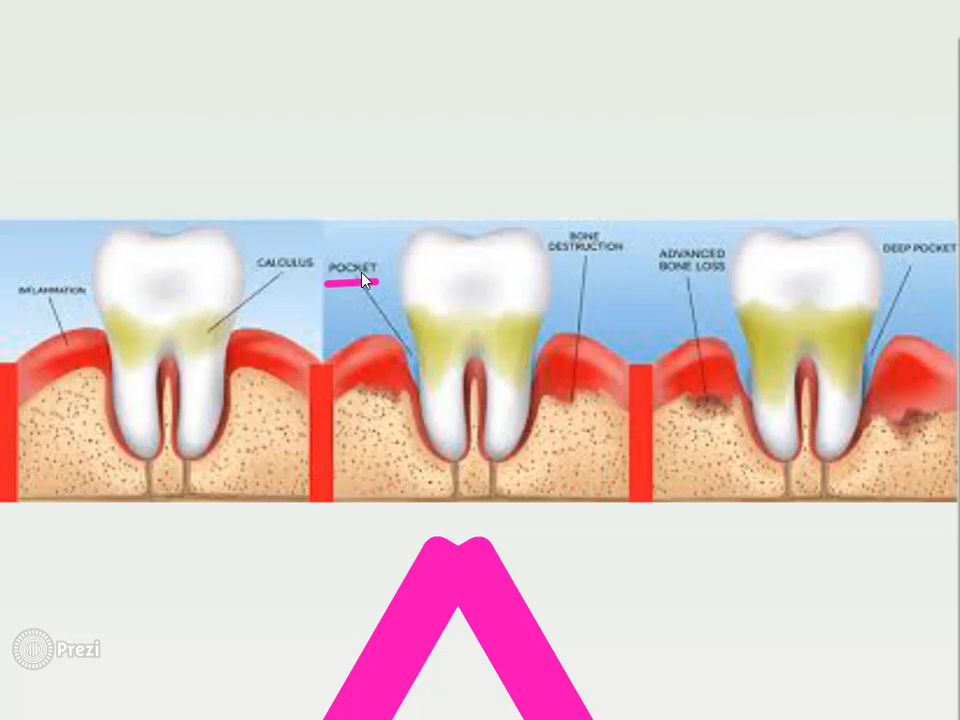 INFLAMMATION
CALCULUS
POCKET
BONE
DESTRUCTION
ADVANCED
BONE LOSS
DEEP POCKET
Prezi